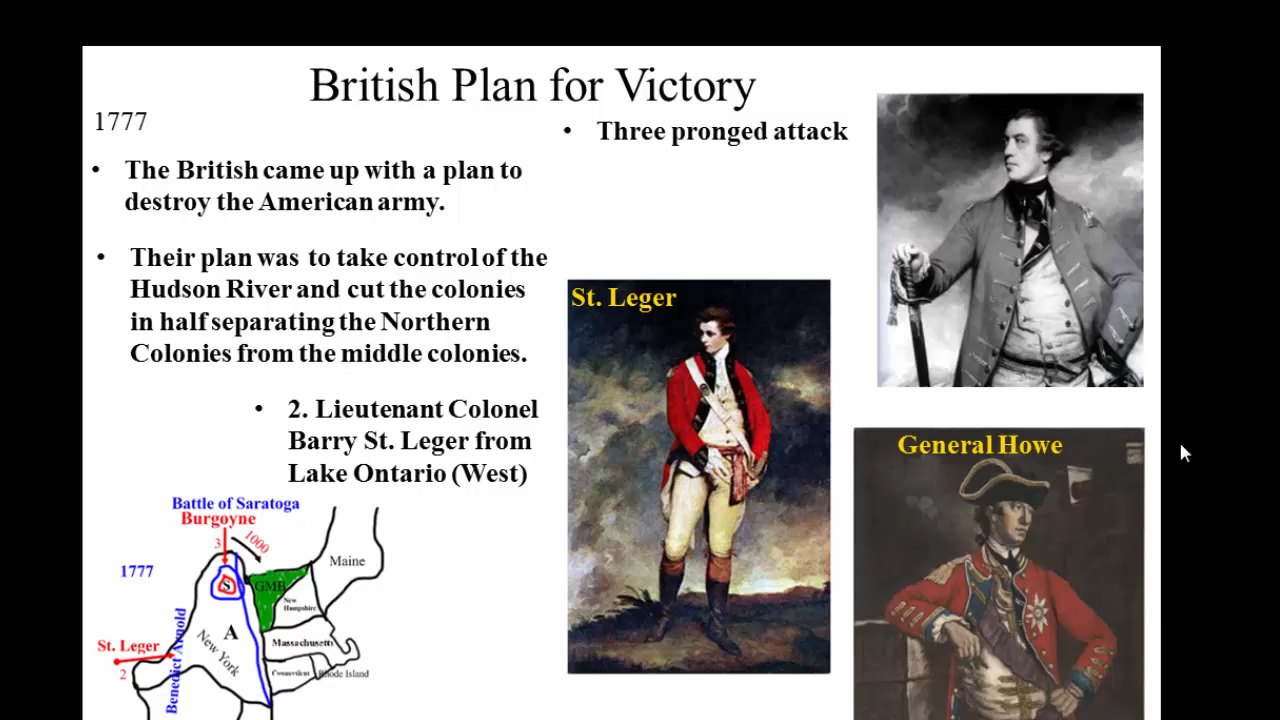 British Plan for Victory
1777
• The British came up with a plan to
destroy the American army.
• Their plan was to take control of the
Hudson River and cut the colonies
in half separating the Northern
Colonies from the middle colonies.
• 2. Lieutenant Colonel
Barry St. Leger from
Lake Ontario (West)
• Three pronged attack
St. Leger
General Howe
Battle of Saratoga
Burgoyne
3
1000
1777
Maine
S
GMB
New
Hampshire
A
New York
Massachusetts
St. Leger
2
Benedict Arnold
Connecticut
Rhode Island